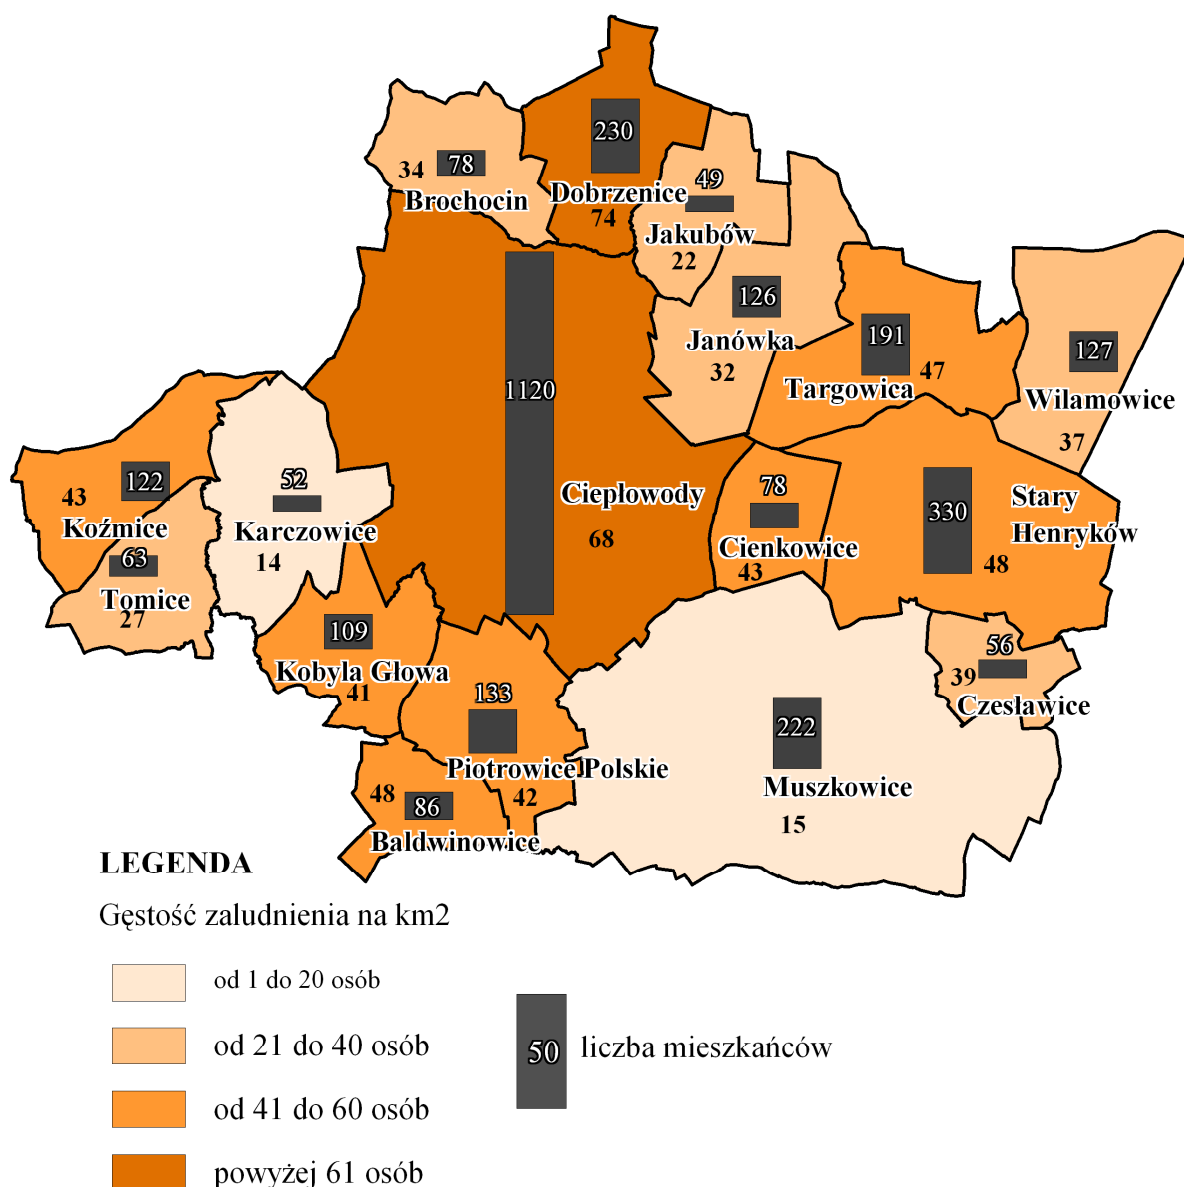 230
78
34
Brochocin
Dobrzenice
74
49
Jakubów
22
126
Janówka
32
191
Targowica
47
127
Wilamowice
37
1120
Ciepłowody
68
122
43
Koźmice
63
Tomice
27
52
Karczowice
14
78
Cienkowice
43
330
Stary
Henryków
48
109
Kobyla Głowa
41
133
Piotrowice Polskie
42
48
86
Baldwinowice
222
Muszkowice
15
56
39
Czesławice
LEGENDA
Gęstość zaludnienia na km2
od 1 do 20 osób
od 21 do 40 osób
od 41 do 60 osób
powyżej 61 osób
50
liczba mieszkańców